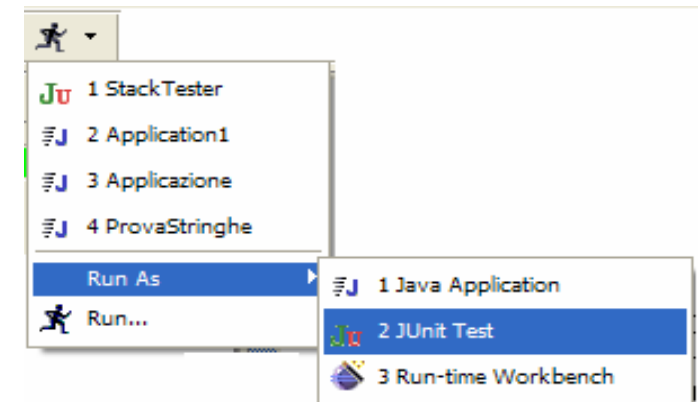 1 StackTester
2 Application1
3 Applicazione
4 ProvaStringhe
Run As
Run...
1 Java Application
2 JUnit Test
3 Run-time Workbench